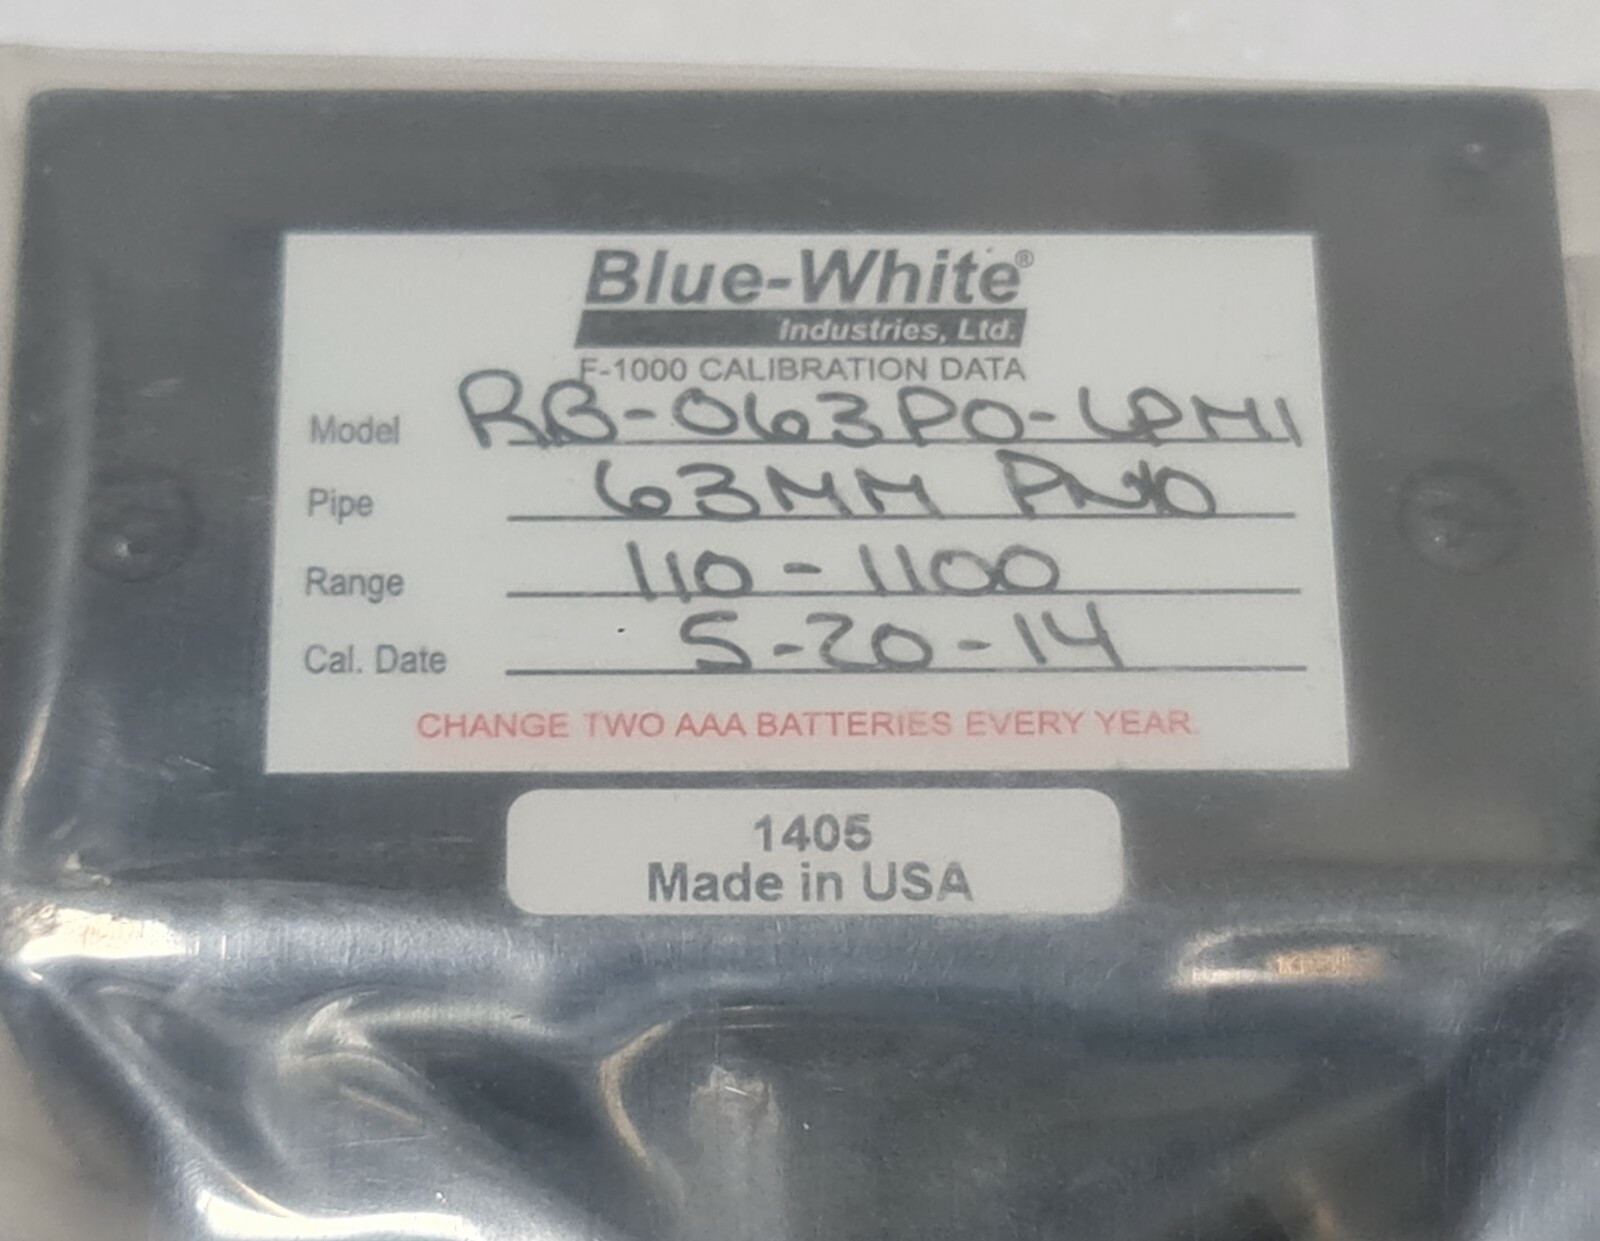 Blue-White®
Industries, Ltd.
F-1000 CALIBRATION DATA
Model RB-063PO-LPM1
Pipe 63MM PN10
Range 110-1100
Cal. Date 5-20-14
CHANGE TWO AAA BATTERIES EVERY YEAR
1405
Made in USA